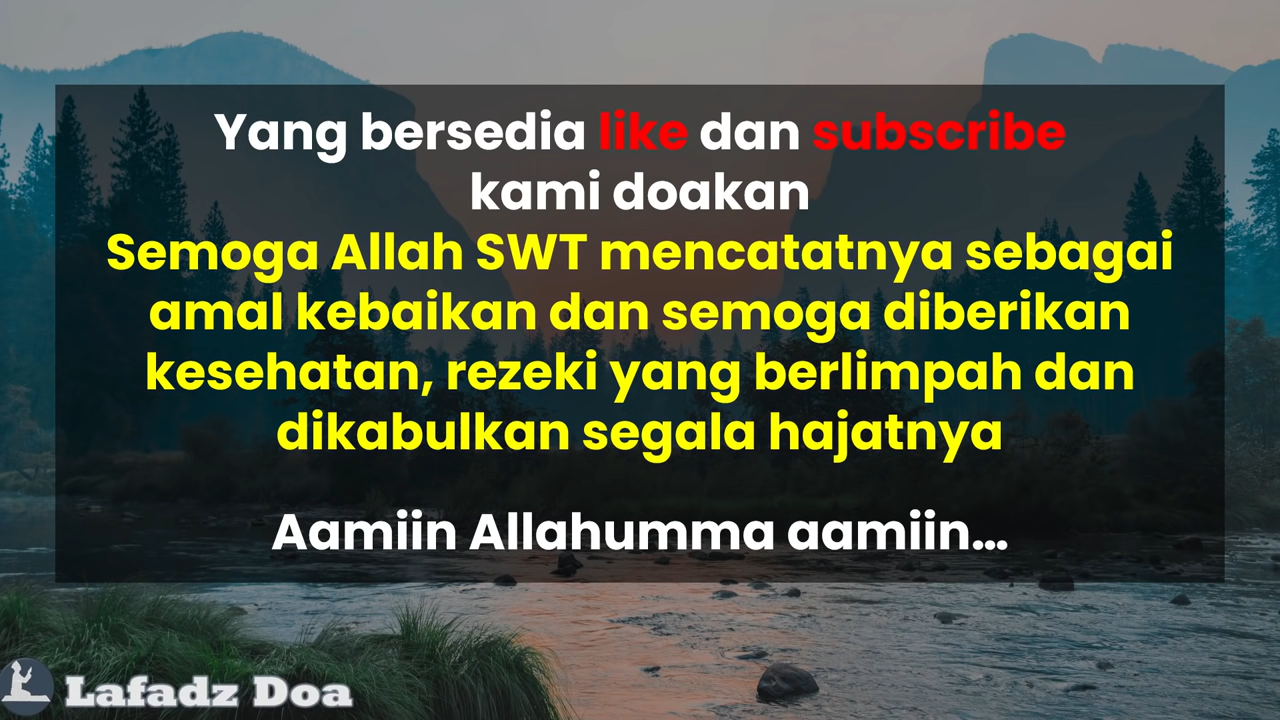 Yang bersedia like dan subscribe
kami doakan
Semoga Allah SWT mencatatnya sebagai
amal kebaikan dan semoga diberikan
kesehatan, rezeki yang berlimpah dan
dikabulkan segala hajatnya
Aamiin Allahumma aamiin...
Lafadz Doa